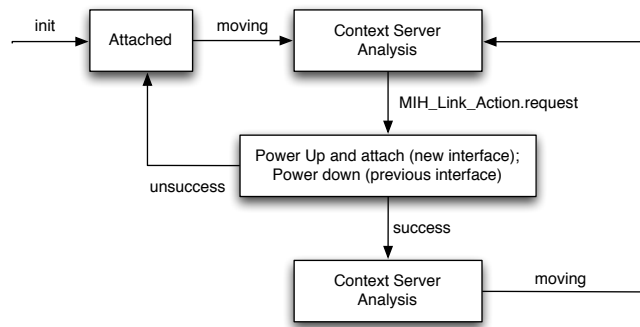 init
Attached
moving
Context Server
Analysis
MIH_Link_Action.request
Power Up and attach (new interface);
Power down (previous interface)
unsuccess
success
Context Server
Analysis
moving